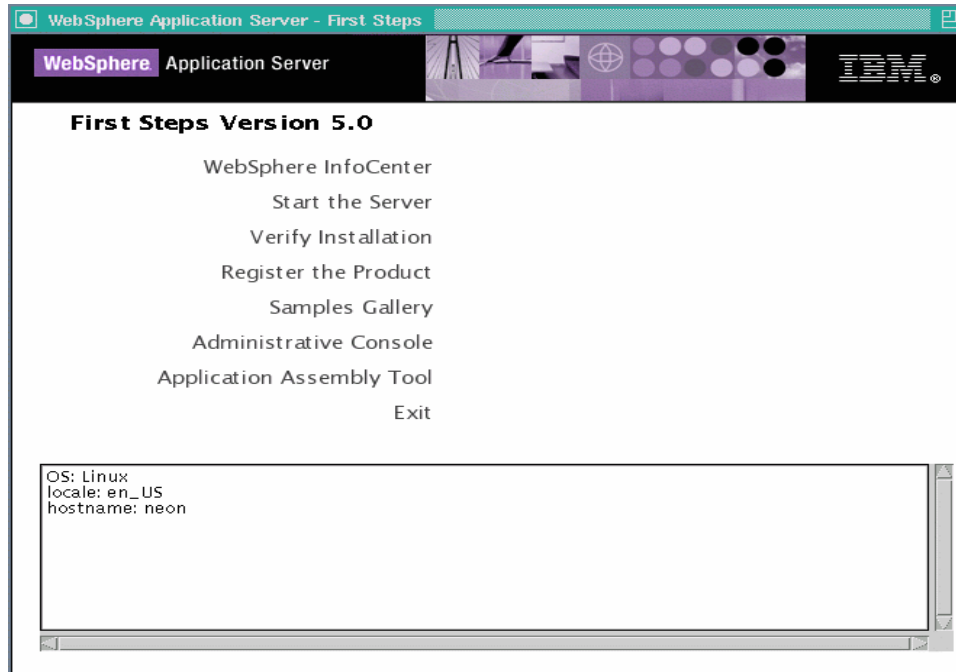 WebSphere Application Server - First Steps
WebSphere. Application Server
IBM®
First Steps Version 5.0
WebSphere InfoCenter
Start the Server
Verify Installation
Register the Product
Samples Gallery
Administrative Console
Application Assembly Tool
Exit
OS: Linux
locale: en_US
hostname: neon